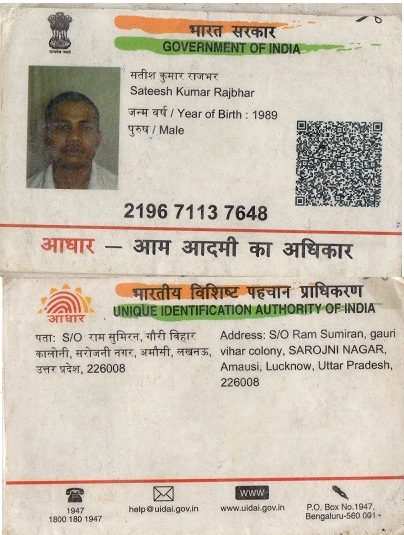 भारत सरकार
GOVERNMENT OF INDIA
सतीश कुमार राजभर
Sateesh Kumar Rajbhar
जन्म वर्ष / Year of Birth : 1989
पुरुष / Male
2196 7113 7648
आधार – आम आदमी का अधिकार
भारतीय विशिष्ट पहचान प्राधिकरण
UNIQUE IDENTIFICATION AUTHORITY OF INDIA
आधार
पता: S/O राम सुमिरन, गौरी विहार
कालोनी, सरोजनी नगर, अमौसी, लखनऊ,
उत्तर प्रदेश, 226008
Address: S/O Ram Sumiran, gauri
vihar colony, SAROJNI NAGAR,
Amausi, Lucknow, Uttar Pradesh,
226008
1947
1800 180 1947
help@uidai.gov.in
www
www.uidai.gov.in
P.O. Box No.1947,
Bengaluru-560 001